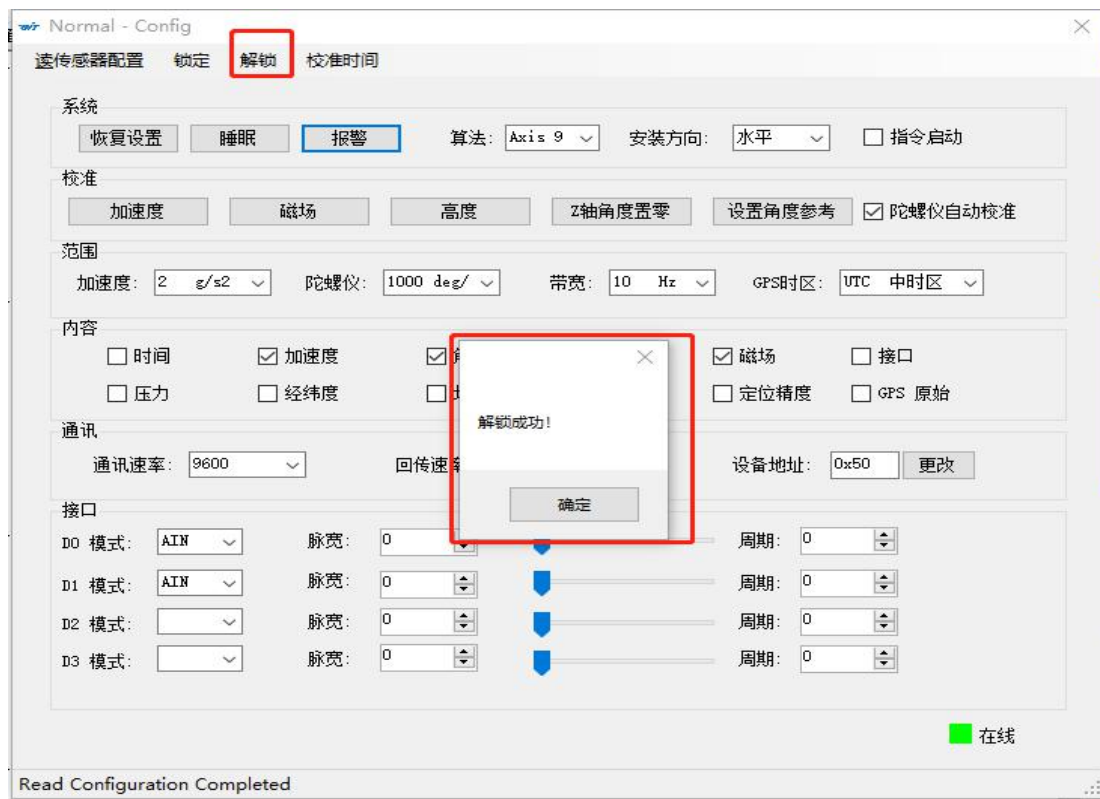 WT Normal - Config
读传感器配置 锁定 解锁 校准时间
系统
恢复设置 睡眠 报警 算法: Axis 9 安装方向: 水平 指令启动
校准
加速度 磁场 高度 Z轴角度置零 设置角度参考 陀螺仪自动校准
范围
加速度: 2 g/s2 陀螺仪: 1000 deg/ 带宽: 10 Hz GPS时区: UTC 中时区
内容
时间 加速度 磁场 接口
压力 经纬度 定位精度 GPS 原始
解锁成功!
通讯
通讯速率: 9600 回传速率 设备地址: 0x50 更改
确定
接口
D0 模式: AIN 脉宽: 0 周期: 0
D1 模式: AIN 脉宽: 0 周期: 0
D2 模式: 脉宽: 0 周期: 0
D3 模式: 脉宽: 0 周期: 0
在线
Read Configuration Completed